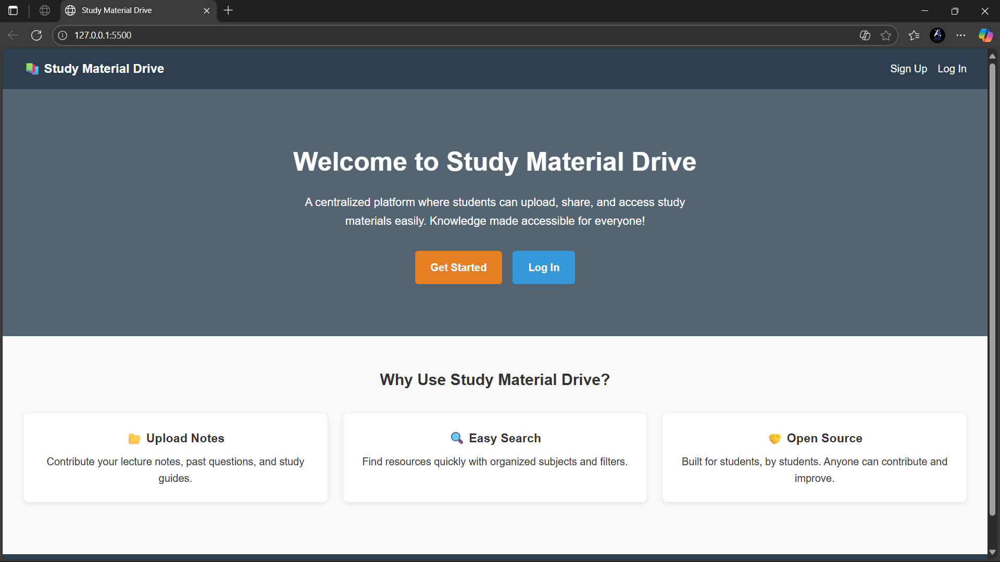 Study Material Drive
127.0.0.1:5500
Study Material Drive
Sign Up
Log In
Welcome to Study Material Drive
A centralized platform where students can upload, share, and access study
materials easily. Knowledge made accessible for everyone!
Get Started
Log In
Why Use Study Material Drive?
Upload Notes
Contribute your lecture notes, past questions, and study
guides.
Easy Search
Find resources quickly with organized subjects and filters.
Open Source
Built for students, by students. Anyone can contribute and
improve.